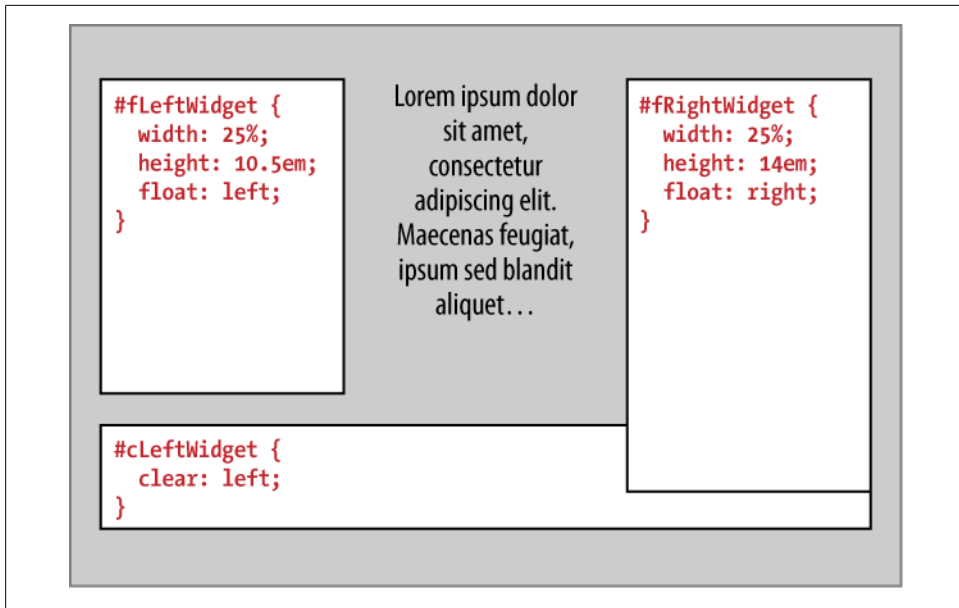 #fLeftWidget {
  width: 25%;
  height: 10.5em;
  float: left;
}
Lorem ipsum dolor
sit amet,
consectetur
adipiscing elit.
Maecenas feugiat,
ipsum sed blandit
aliquet…
#fRightWidget {
  width: 25%;
  height: 14em;
  float: right;
}
#cLeftWidget {
  clear: left;
}